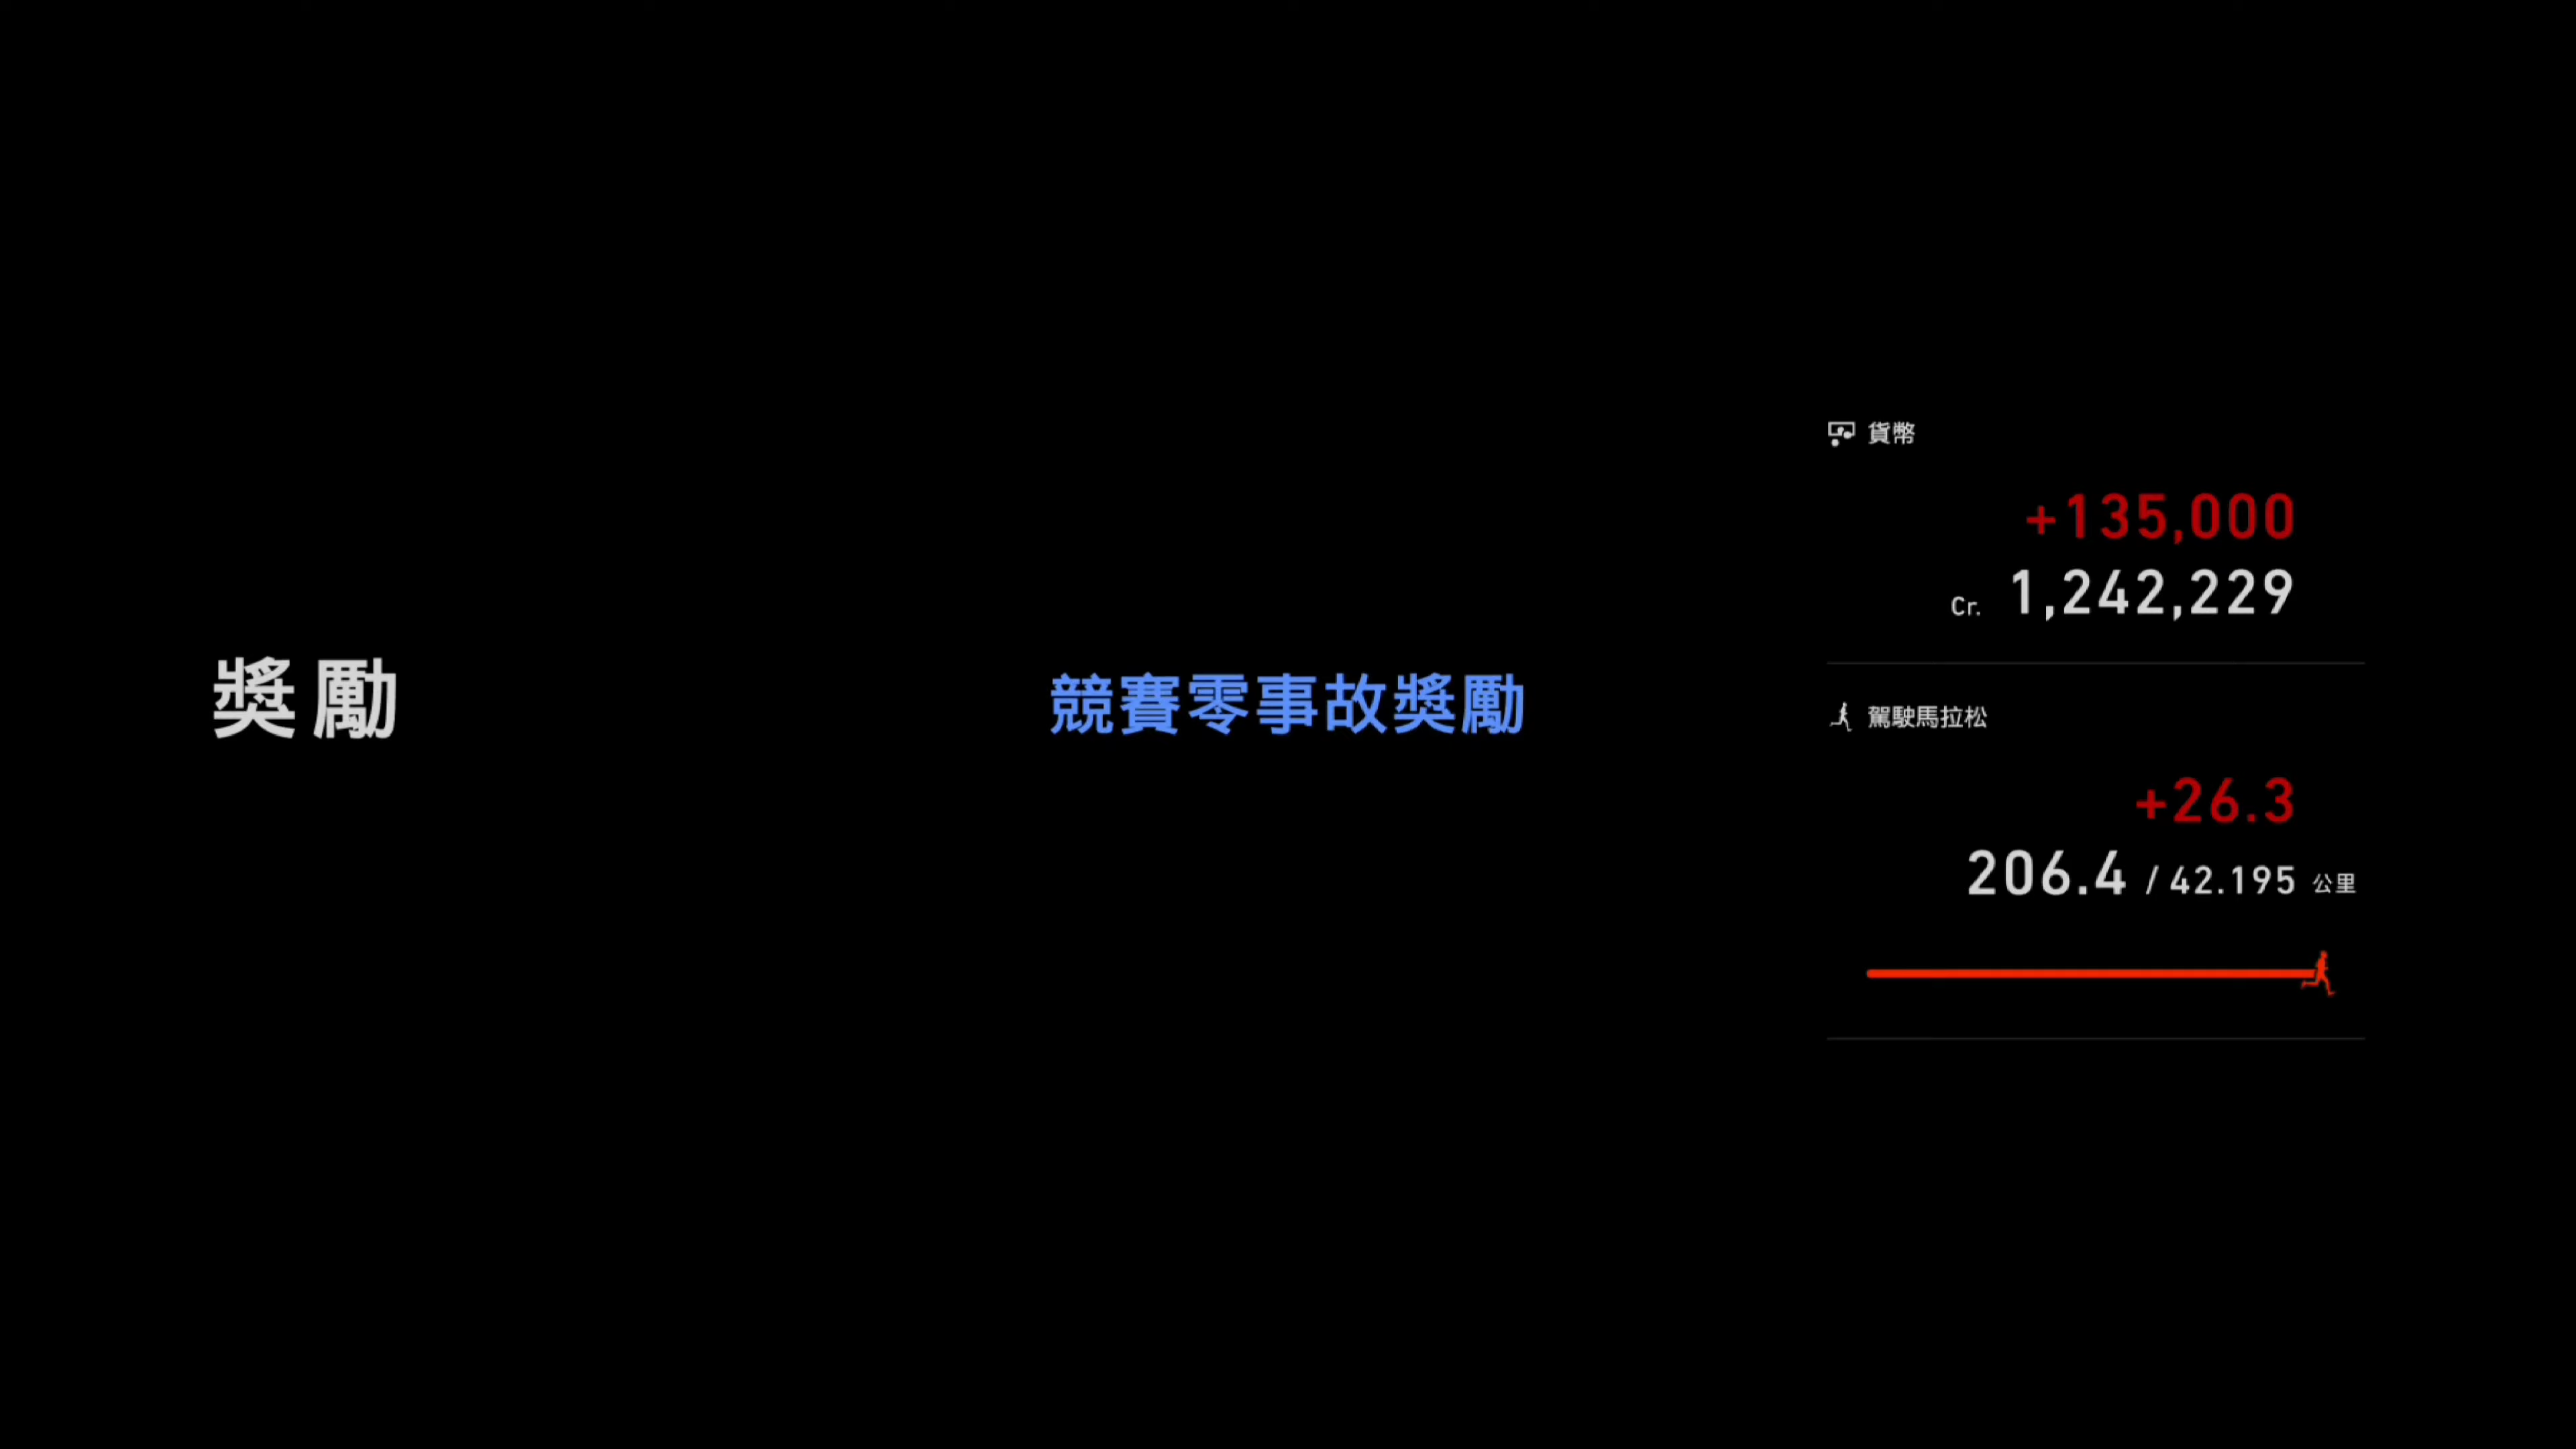 獎勵
競賽零事故獎勵
貨幣
+135,000
Cr. 1,242,229
駕駛馬拉松
+26.3
206.4 / 42.195 公里